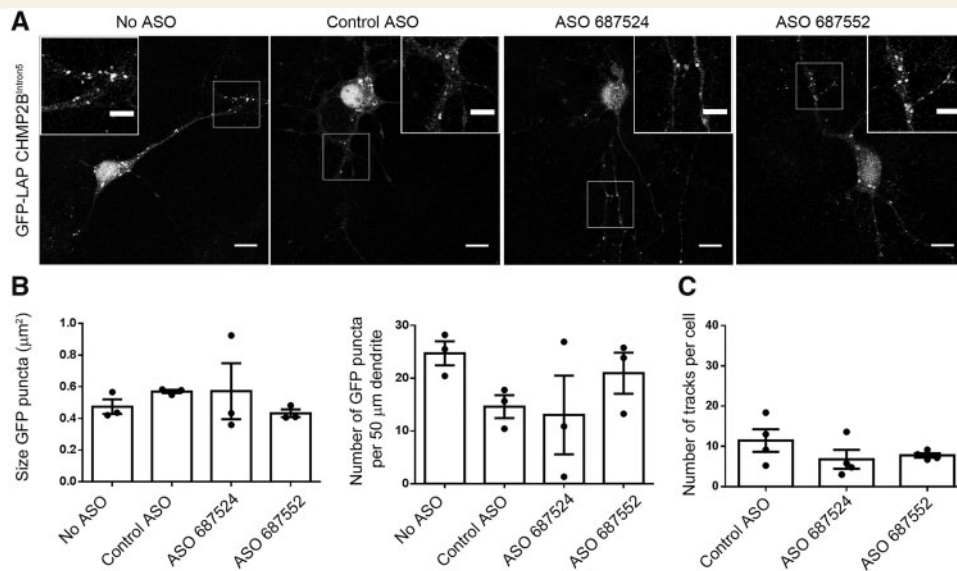 A
No ASO
Control ASO
ASO 687524
ASO 687552
GFP-LAP CHMP2B^Intron5
B
Size GFP puncta (μm²)
1.0
0.8
0.6
0.4
0.2
0.0
No ASO
Control ASO
ASO 687524
ASO 687552
Number of GFP puncta
per 50 μm dendrite
30
20
10
0
No ASO
Control ASO
ASO 687524
ASO 687552
C
Number of tracks per cell
40
30
20
10
0
Control ASO
ASO 687524
ASO 687552